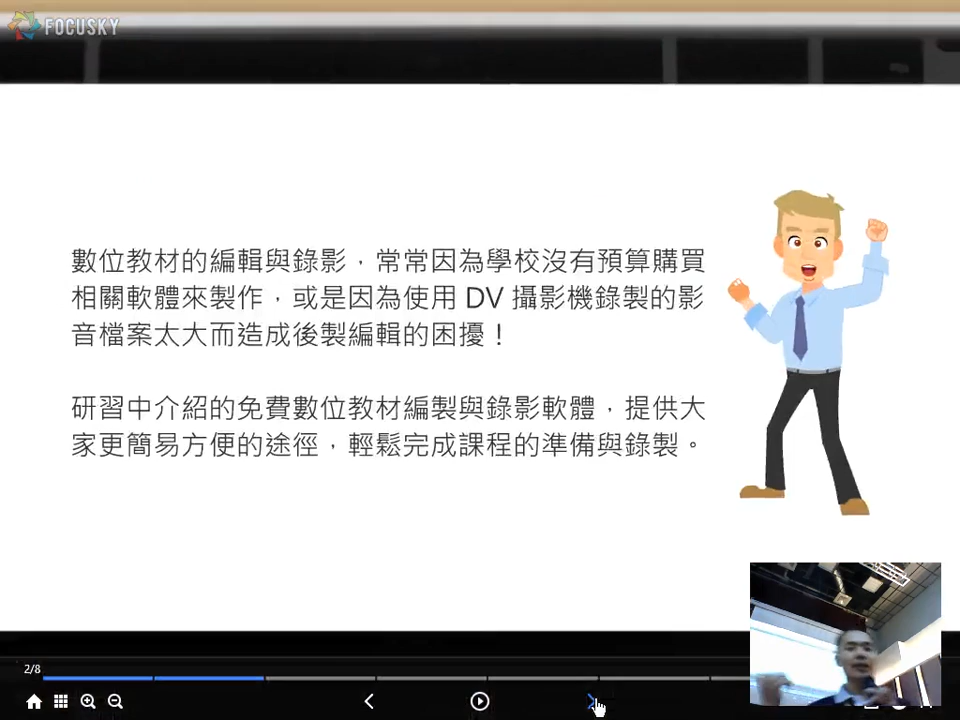 FOCUSKY
數位教材的編輯與錄影，常常因為學校沒有預算購買
相關軟體來製作，或是因為使用 DV 攝影機錄製的影
音檔案太大而造成後製編輯的困擾！
研習中介紹的免費數位教材編製與錄影軟體，提供大
家更簡易方便的途徑，輕鬆完成課程的準備與錄製。
2/8